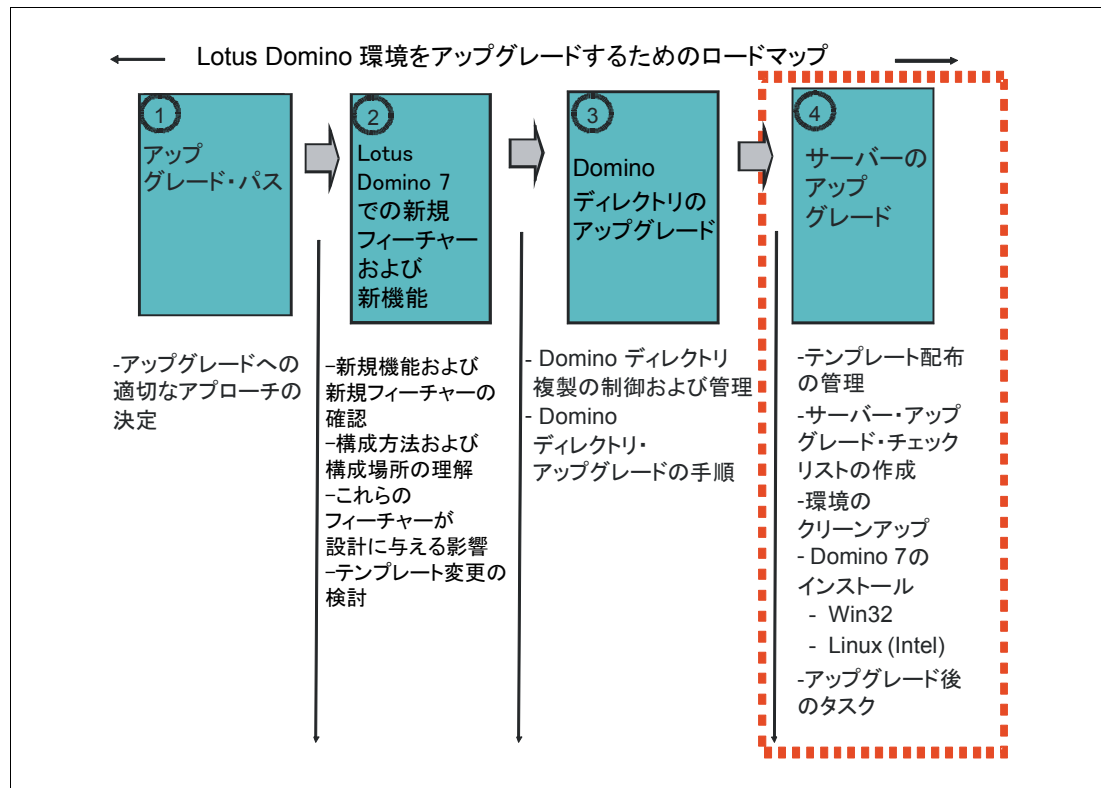 Lotus Domino 環境をアップグレードするためのロードマップ
1
アップ
グレード・パス
2
Lotus
Domino 7
での新規
フィーチャー
および
新機能
3
Domino
ディレクトリの
アップグレード
4
サーバーの
アップ
グレード
-アップグレードへの
適切なアプローチの
決定
-新規機能および
新規フィーチャーの
確認
-構成方法および
構成場所の理解
-これらの
フィーチャーが
設計に与える影響
-テンプレート変更の
検討
- Domino ディレクトリ
複製の制御および管理
- Domino
ディレクトリ・
アップグレードの手順
-テンプレート配布
の管理
-サーバー・アップ
グレード・チェック
リストの作成
-環境の
クリーンアップ
- Domino 7の
インストール
- Win32
- Linux (Intel)
-アップグレード後
のタスク